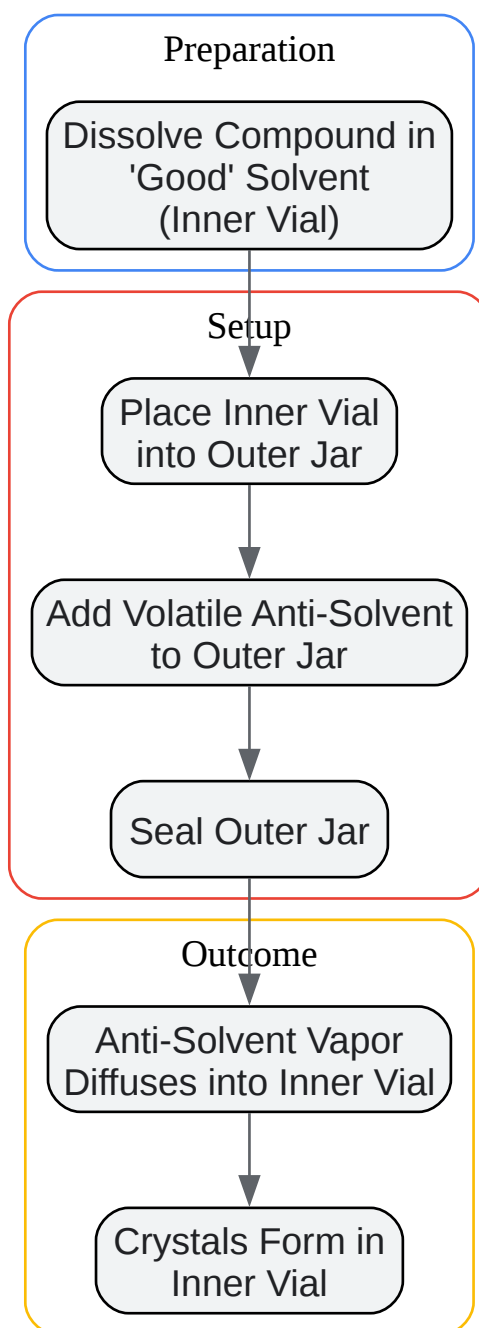 Preparation
Dissolve Compound in
'Good' Solvent
(Inner Vial)
Setup
Place Inner Vial
into Outer Jar
Add Volatile Anti-Solvent
to Outer Jar
Seal Outer Jar
Outcome
Anti-Solvent Vapor
Diffuses into Inner Vial
Crystals Form in
Inner Vial